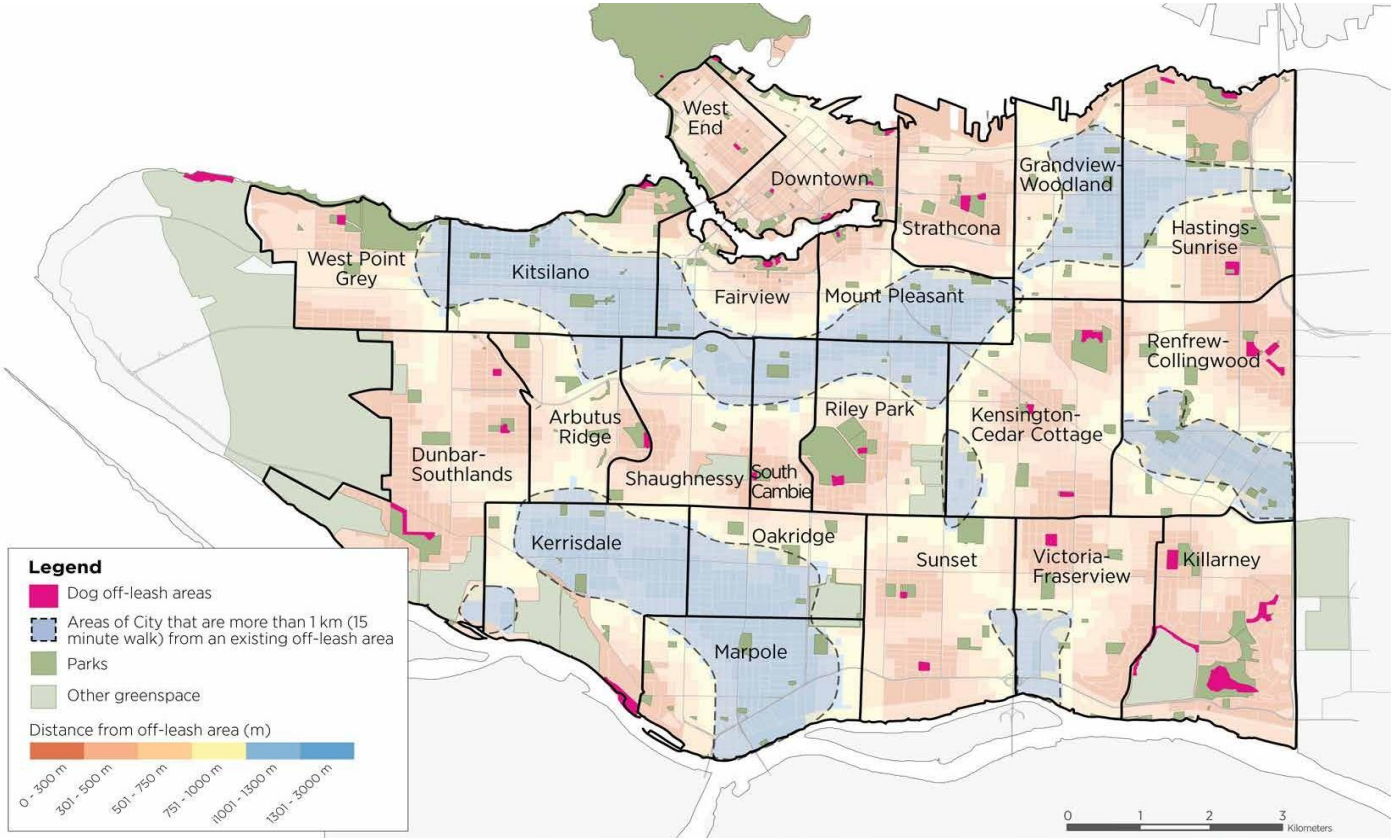 West
End
Downtown
Strathcona
Grandview-
Woodland
Hastings-
Sunrise
West Point
Grey
Kitsilano
Fairview
Mount Pleasant
Renfrew-
Collingwood
Dunbar-
Southlands
Arbutus
Ridge
Shaughnessy
South
Cambie
Riley Park
Kensington-
Cedar Cottage
Kerrisdale
Oakridge
Sunset
Victoria-
Fraserview
Killarney
Marpole
Legend
Dog off-leash areas
Areas of City that are more than 1 km (15
minute walk) from an existing off-leash area
Parks
Other greenspace
Distance from off-leash area (m)
0 - 300 m
301 - 500 m
501 - 750 m
751 - 1000 m
i1001 - 1300 m
1301 - 3000 m
0 1 2 3
Kilometers